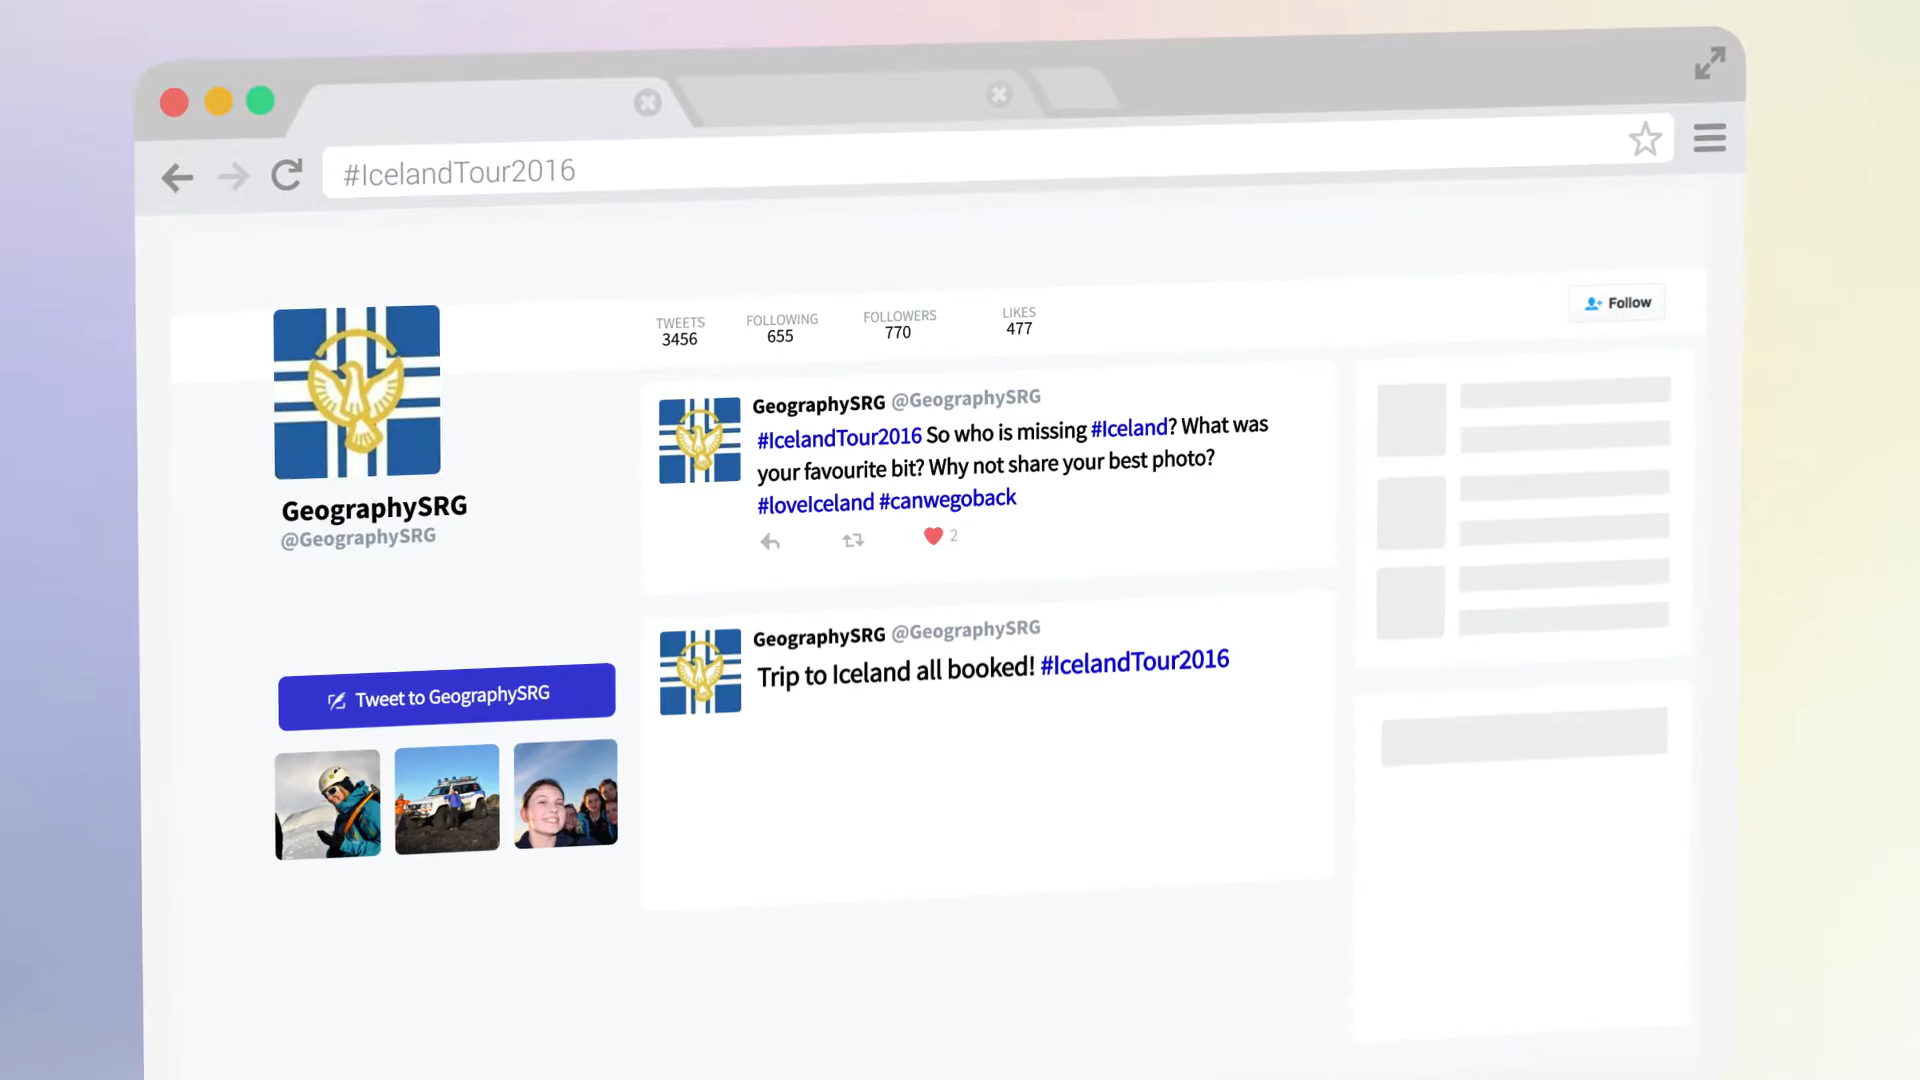 #IcelandTour2016
TWEETS
3456
FOLLOWING
655
FOLLOWERS
770
LIKES
477
Follow
GeographySRG
@GeographySRG
Tweet to GeographySRG
GeographySRG @GeographySRG
#IcelandTour2016 So who is missing #Iceland? What was
your favourite bit? Why not share your best photo?
#loveIceland #canwegoback
2
GeographySRG @GeographySRG
Trip to Iceland all booked! #IcelandTour2016